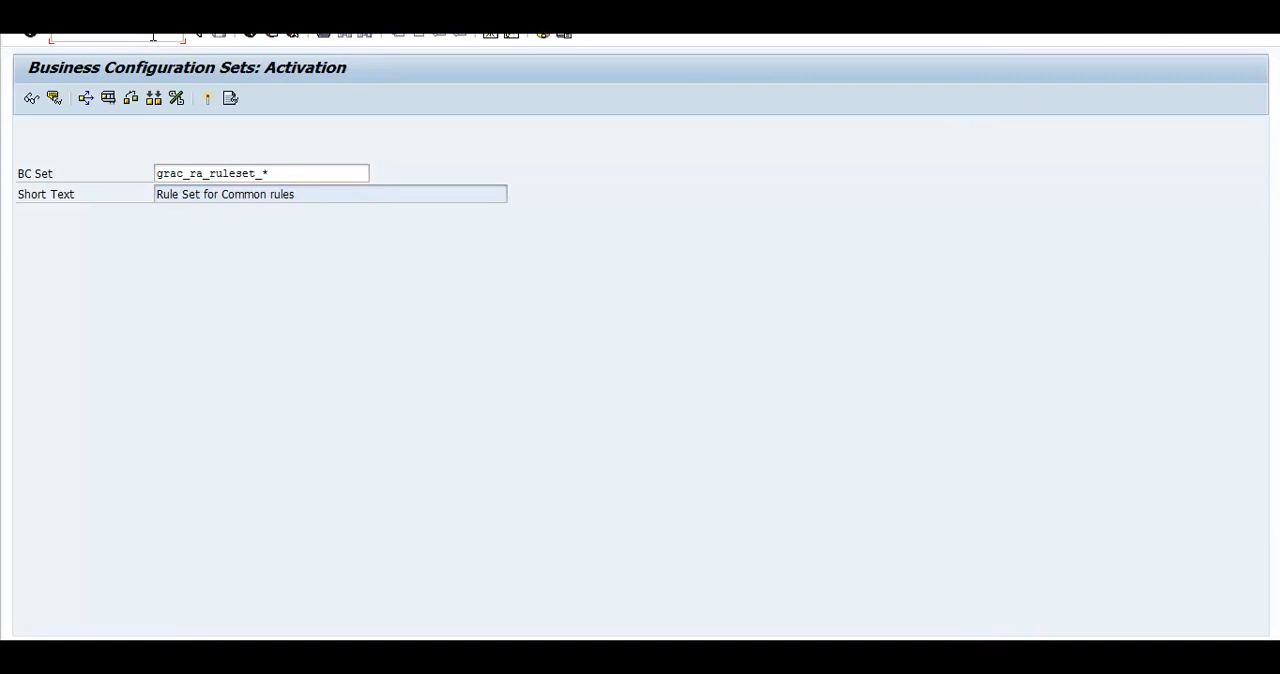 Business Configuration Sets: Activation
BC Set grac_ra_ruleset_*
Short Text Rule Set for Common rules